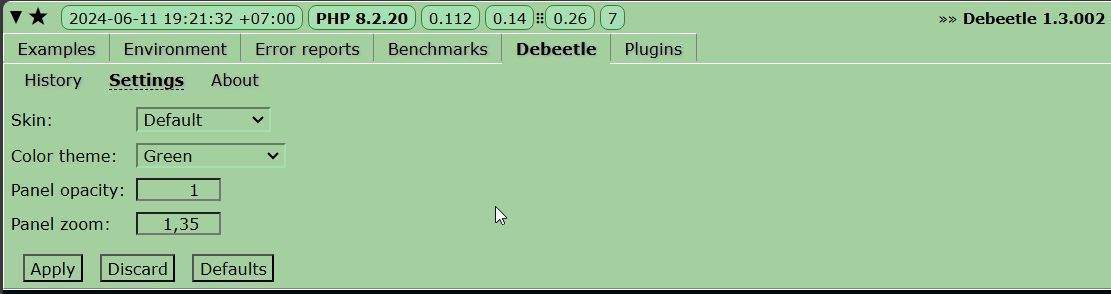 ▼ ★ 2024-06-11 19:21:32 +07:00 PHP 8.2.20 0.112 0.14 ⠿ 0.26 7 »» Debeetle 1.3.002
Examples Environment Error reports Benchmarks Debeetle Plugins
History Settings About
Skin: Default
Color theme: Green
Panel opacity: 1
Panel zoom: 1,35
Apply Discard Defaults